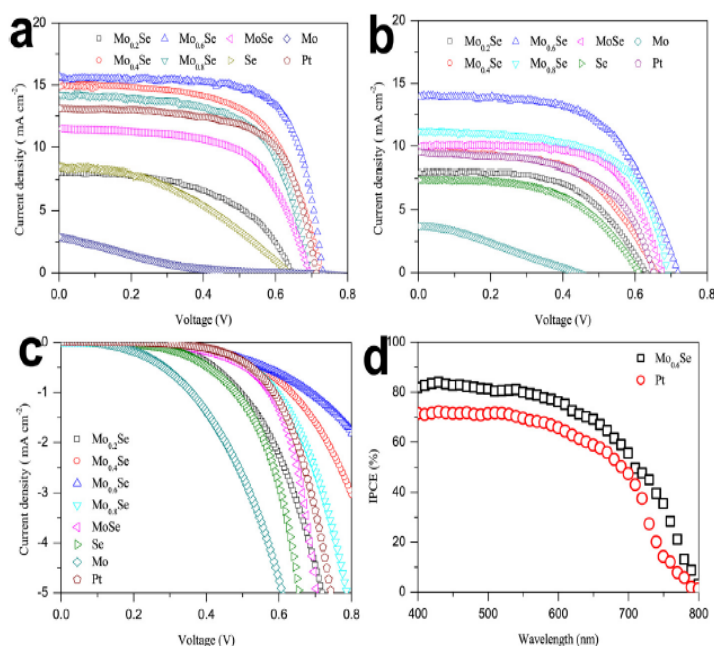 a
Mo0.2Se Mo0.6Se MoSe Mo
Mo0.4Se Mo0.8Se Se Pt
20
15
10
5
0
Current density ( mA cm-2)
0.0 0.2 0.4 0.6 0.8
Voltage (V)
b
Mo0.2Se Mo0.6Se MoSe Mo
Mo0.4Se Mo0.8Se Se Pt
20
15
10
5
0
Current density ( mA cm-2)
0.0 0.2 0.4 0.6 0.8
Voltage (V)
c
-0
-1
-2
-3
-4
-5
Current density ( mA cm-2)
Mo0.2Se
Mo0.4Se
Mo0.6Se
Mo0.8Se
MoSe
Se
Mo
Pt
0.0 0.2 0.4 0.6 0.8
Voltage (V)
d
Mo0.6Se
Pt
100
80
60
40
20
0
IPCE (%)
400 500 600 700 800
Wavelength (nm)